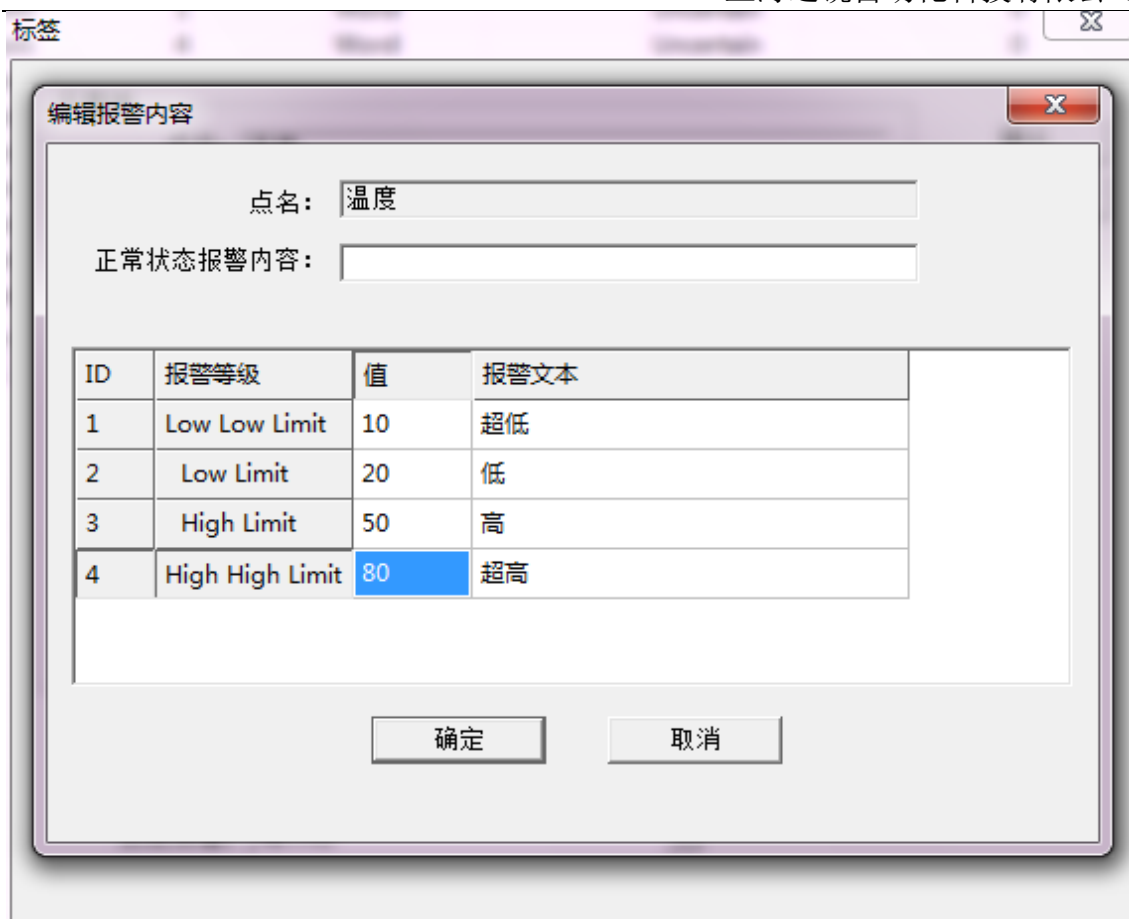 标签
编辑报警内容
点名： 温度
正常状态报警内容：
ID 报警等级 值 报警文本
1 Low Low Limit 10 超低
2 Low Limit 20 低
3 High Limit 50 高
4 High High Limit 80 超高
确定 取消